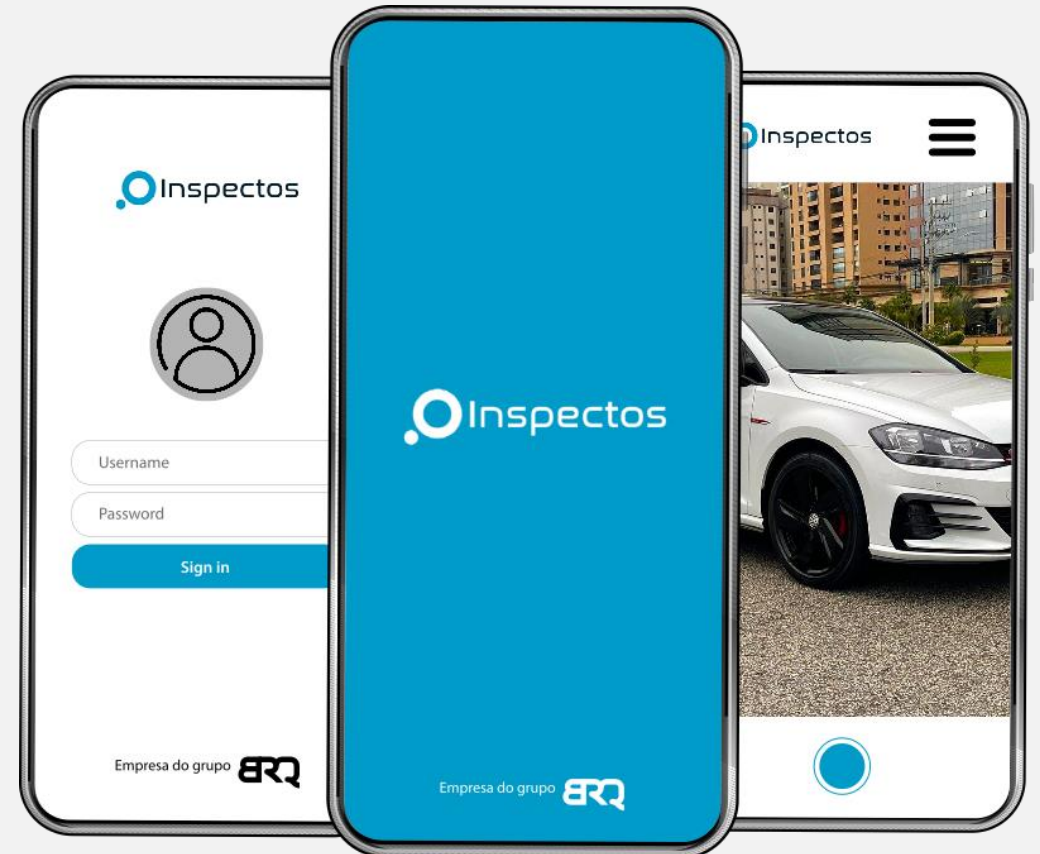 Inspectos
Username
Password
Sign in
Empresa do grupo BRQ
Inspectos
Empresa do grupo BRQ
Inspectos